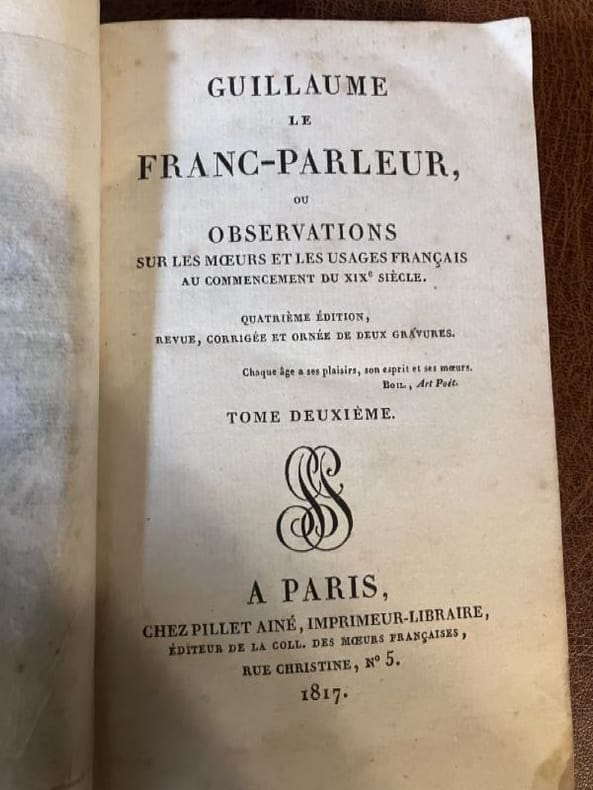 GUILLAUME
LE
FRANC-PARLEUR,
OU
OBSERVATIONS
SUR LES MŒURS ET LES USAGES FRANÇAIS
AU COMMENCEMENT DU XIXe SIÈCLE.
QUATRIÈME ÉDITION,
REVUE, CORRIGÉE ET ORNÉE DE DEUX GRAVURES.
Chaque âge a ses plaisirs, son esprit et ses mœurs.
BOIL., Art Poét.
TOME DEUXIÈME.
A PARIS,
CHEZ PILLET AINÉ, IMPRIMEUR-LIBRAIRE,
ÉDITEUR DE LA COLL. DES MŒURS FRANÇAISES,
RUE CHRISTINE, No 5.
1817.